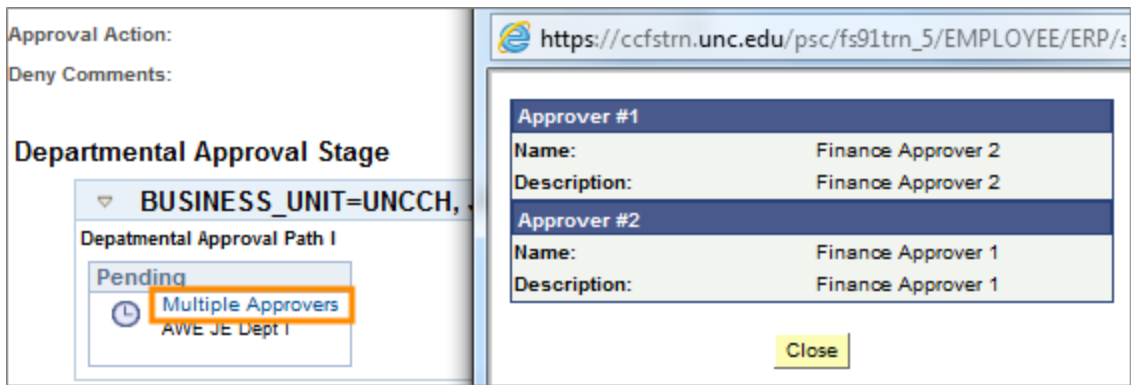 Approval Action:
Deny Comments:
Departmental Approval Stage
BUSINESS_UNIT=UNCCH,
Depatmental Approval Path I
Pending
Multiple Approvers
AWE JE Dept I
https://ccfstrn.unc.edu/psc/fs91trn_5/EMPLOYEE/ERP/s
Approver #1
Name: Finance Approver 2
Description: Finance Approver 2
Approver #2
Name: Finance Approver 1
Description: Finance Approver 1
Close